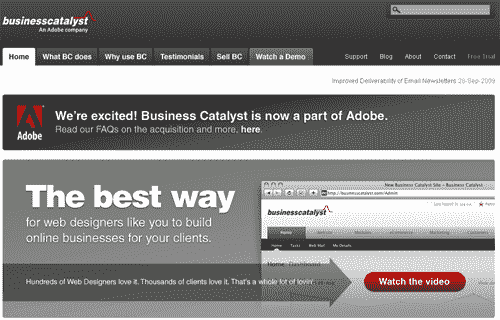 businesscatalyst
An Adobe company
Home What BC does Why use BC Testimonials Sell BC Watch a Demo Support Blog About Contact Free Trial
Improved Deliverability of Email Newsletters 28-Sep-2009
We're excited! Business Catalyst is now a part of Adobe.
Read our FAQs on the acquisition and more, here.
Adobe
The best way
for web designers like you to build
online businesses for your clients.
New Business Catalyst Site - Business Catalyst
http://businesscatalyst.com/Admin
businesscatalyst
Home
Home Tasks Web Mail My Details
Home: Dashboard
Hundreds of Web Designers love it. Thousands of clients love it. That's a whole lot of lovin'.
Watch the video